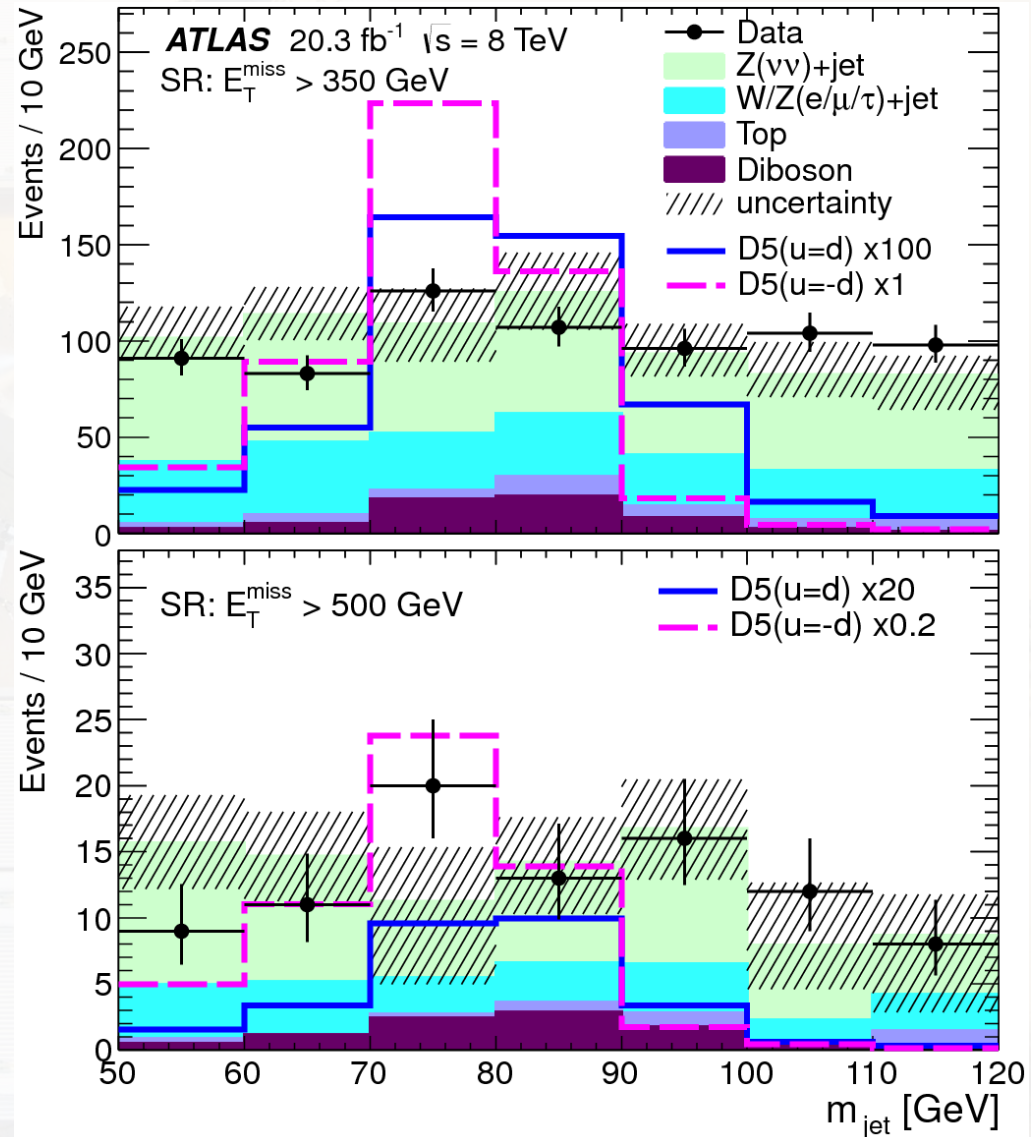 ATLAS 20.3 fb⁻¹ √s = 8 TeV
SR: E_T^miss > 350 GeV
Data
Z(νν)+jet
W/Z(e/μ/τ)+jet
Top
Diboson
uncertainty
D5(u=d) x100
D5(u=-d) x1
Events / 10 GeV
250
200
150
100
50
0
SR: E_T^miss > 500 GeV
D5(u=d) x20
D5(u=-d) x0.2
Events / 10 GeV
35
30
25
20
15
10
5
0
50 60 70 80 90 100 110 120
m_jet [GeV]